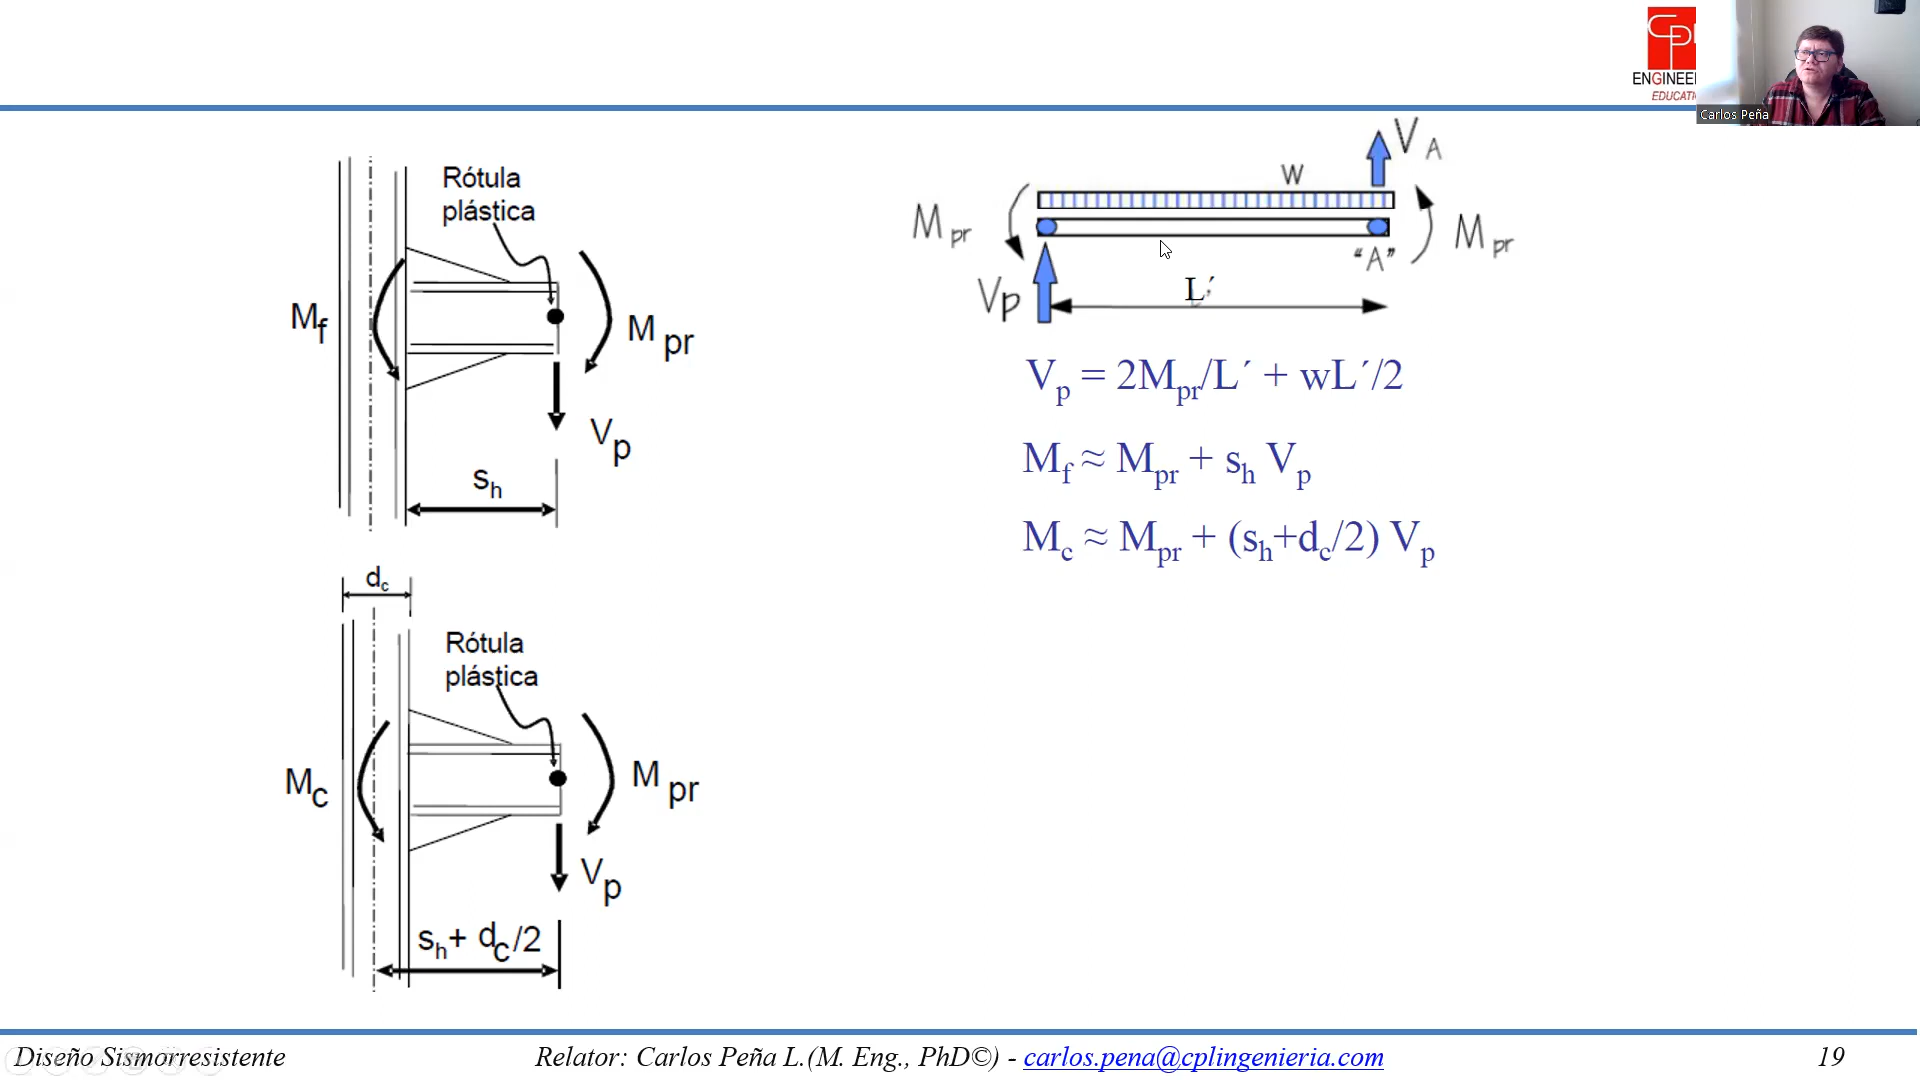 CP
ENGINEE
EDUCATI
Carlos Peña
Rótula
plástica
M_f
M_pr
V_p
s_h
d_c
Rótula
plástica
M_c
M_pr
V_p
s_h+ d_c/2
V_A
w
M_pr
M_pr
"A"
V_p
L´
V_p = 2M_pr/L´ + wL´/2
M_f ≈ M_pr + s_h V_p
M_c ≈ M_pr + (s_h+d_c/2) V_p
Diseño Sismorresistente
Relator: Carlos Peña L.(M. Eng., PhD©) - carlos.pena@cplingenieria.com
19